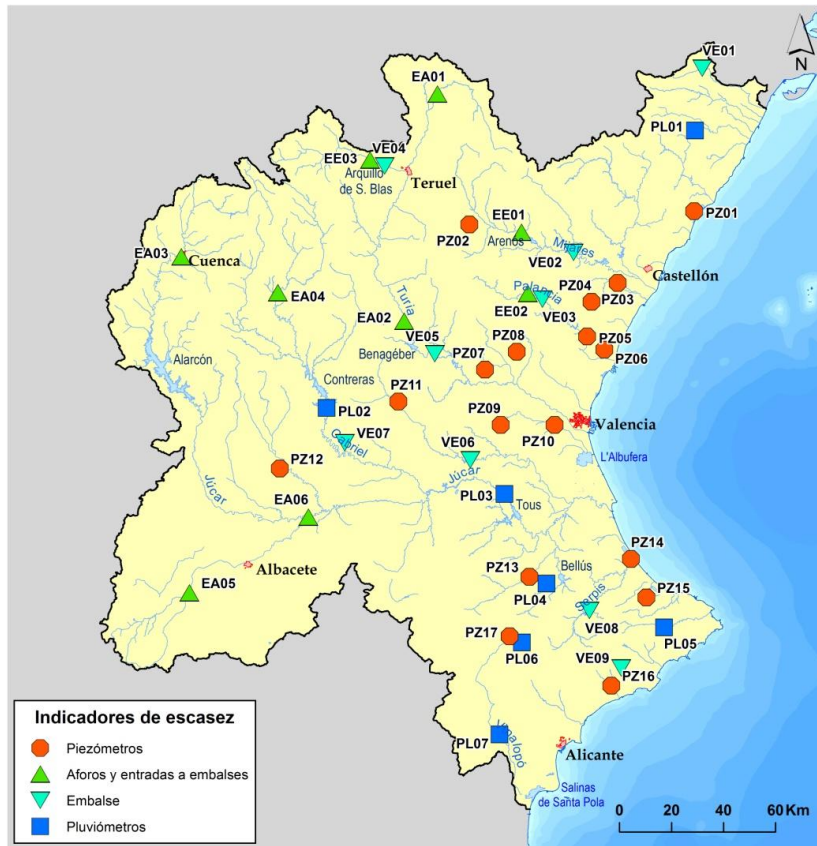 VE01
N
EA01
PL01
VE04
EE03
Arquillo
de S. Blas
Teruel
PZ01
EE01
PZ02
Arenós
Mijares
VE02
EA03
Cuenca
Castellón
PZ04
PZ03
EA04
Palancia
EE02
VE03
Turia
EA02
VE05
PZ08
PZ05
PZ06
Benagéber
PZ07
Alarcón
Contreras
PZ11
PL02
PZ09
PZ10
Valencia
VE07
Gabriel
VE06
L'Albufera
PZ12
Júcar
Júcar
PL03
Tous
EA06
PZ14
Albacete
PZ13
Bellús
EA05
PL04
PZ15
Serpis
VE08
PZ17
PL06
PL05
VE09
PZ16
PL07
Vinalopó
Alicante
Salinas
de Santa Pola
Indicadores de escasez
Piezómetros
Aforos y entradas a embalses
Embalse
Pluviómetros
0 20 40 60 Km